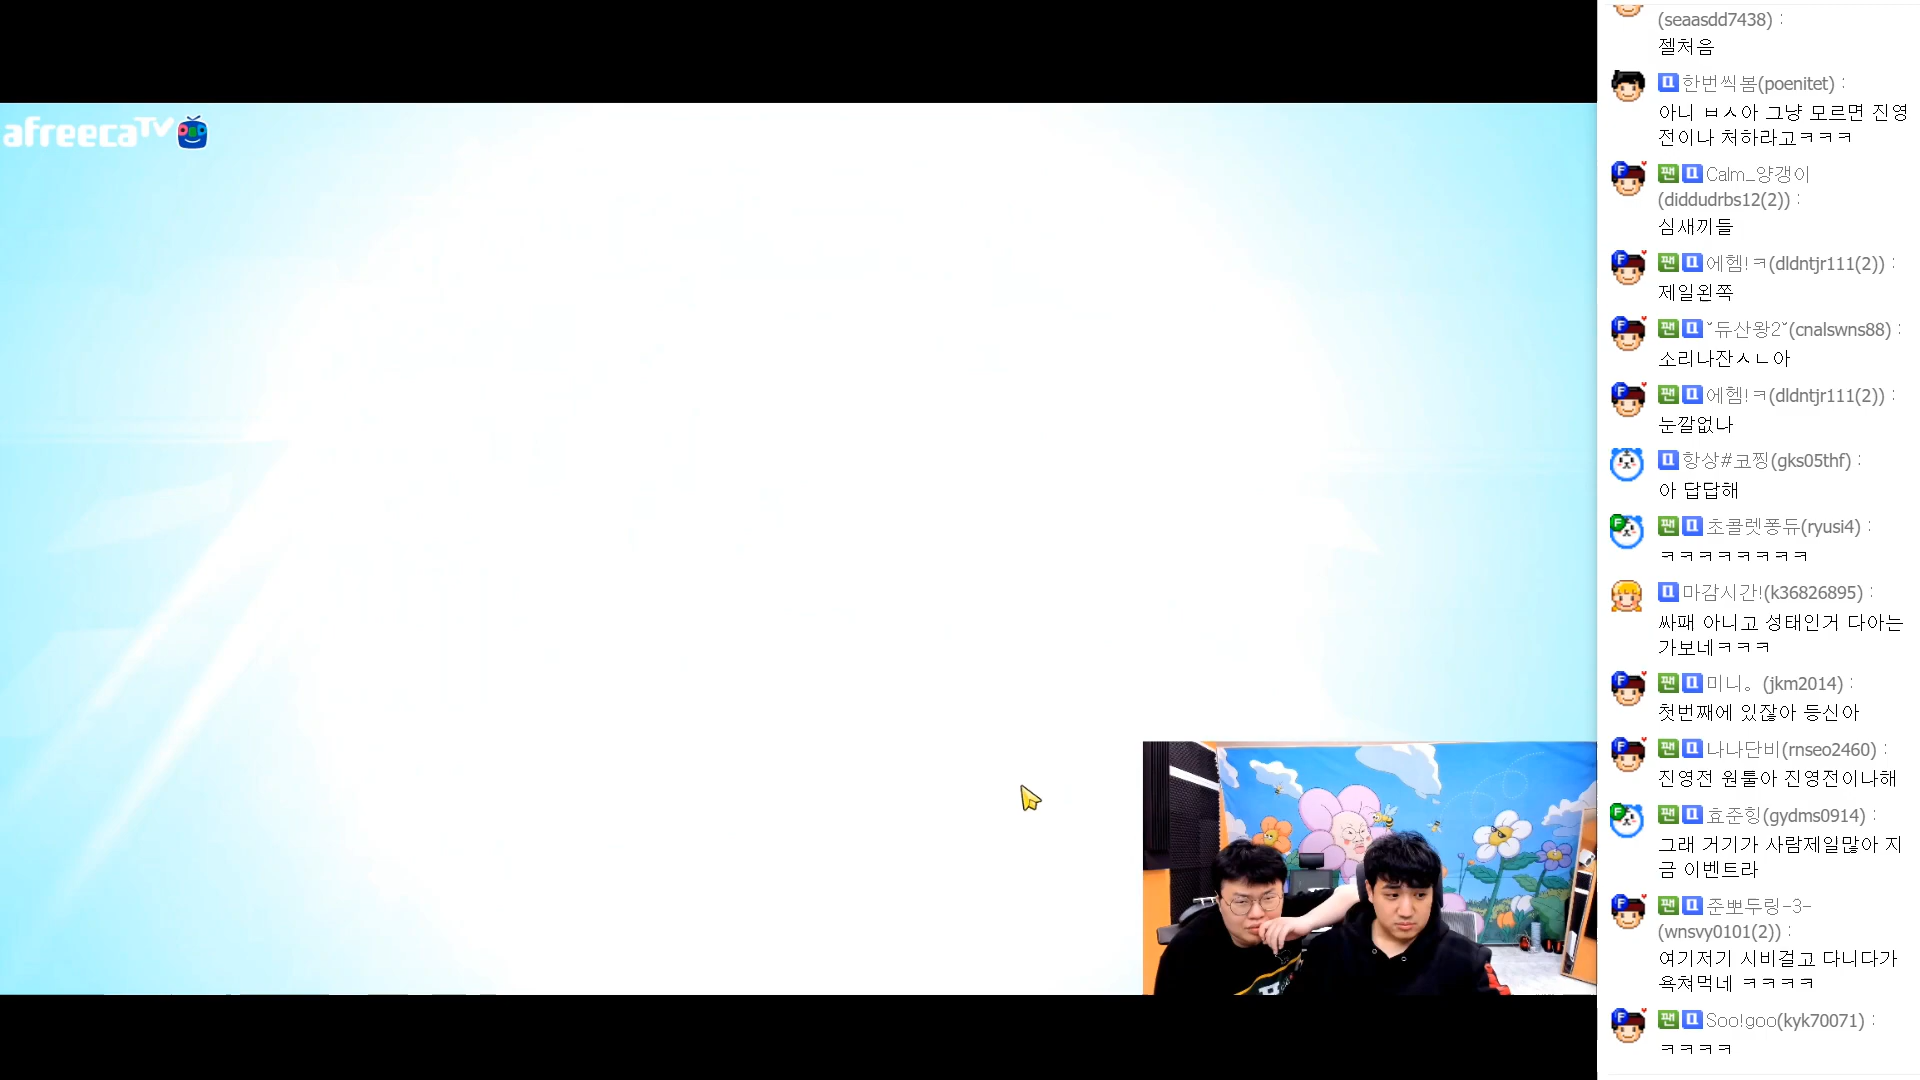 afreecaTV
(seaasdd7438) :
젤처음
한번씩봄(poenitet) :
아니 ㅂㅅ아 그냥 모르면 진영
전이나 처하라고ㅋㅋㅋ
팬 Calm_양갱이
(diddudrbs12(2)) :
심새끼들
팬 에헴!ㅋ(dldntjr111(2)) :
제일왼쪽
팬 ˇ듀산왕2ˇ(cnalswns88) :
소리나잔ㅅㄴ아
팬 에헴!ㅋ(dldntjr111(2)) :
눈깔없나
항상#코찡(gks05thf) :
아 답답해
팬 초콜렛퐁듀(ryusi4) :
ㅋㅋㅋㅋㅋㅋㅋㅋ
마감시간!(k36826895) :
싸패 아니고 성태인거 다아는
가보네ㅋㅋㅋ
팬 미니。(jkm2014) :
첫번째에 있잖아 등신아
팬 나나단비(rnseo2460) :
진영전 원툴아 진영전이나해
팬 효준힝(gydms0914) :
그래 거기가 사람제일많아 지
금 이벤트라
팬 준뽀두링-3-
(wnsvy0101(2)) :
여기저기 시비걸고 다니다가
욕쳐먹네 ㅋㅋㅋㅋ
팬 Soo!goo(kyk70071) :
ㅋㅋㅋㅋ